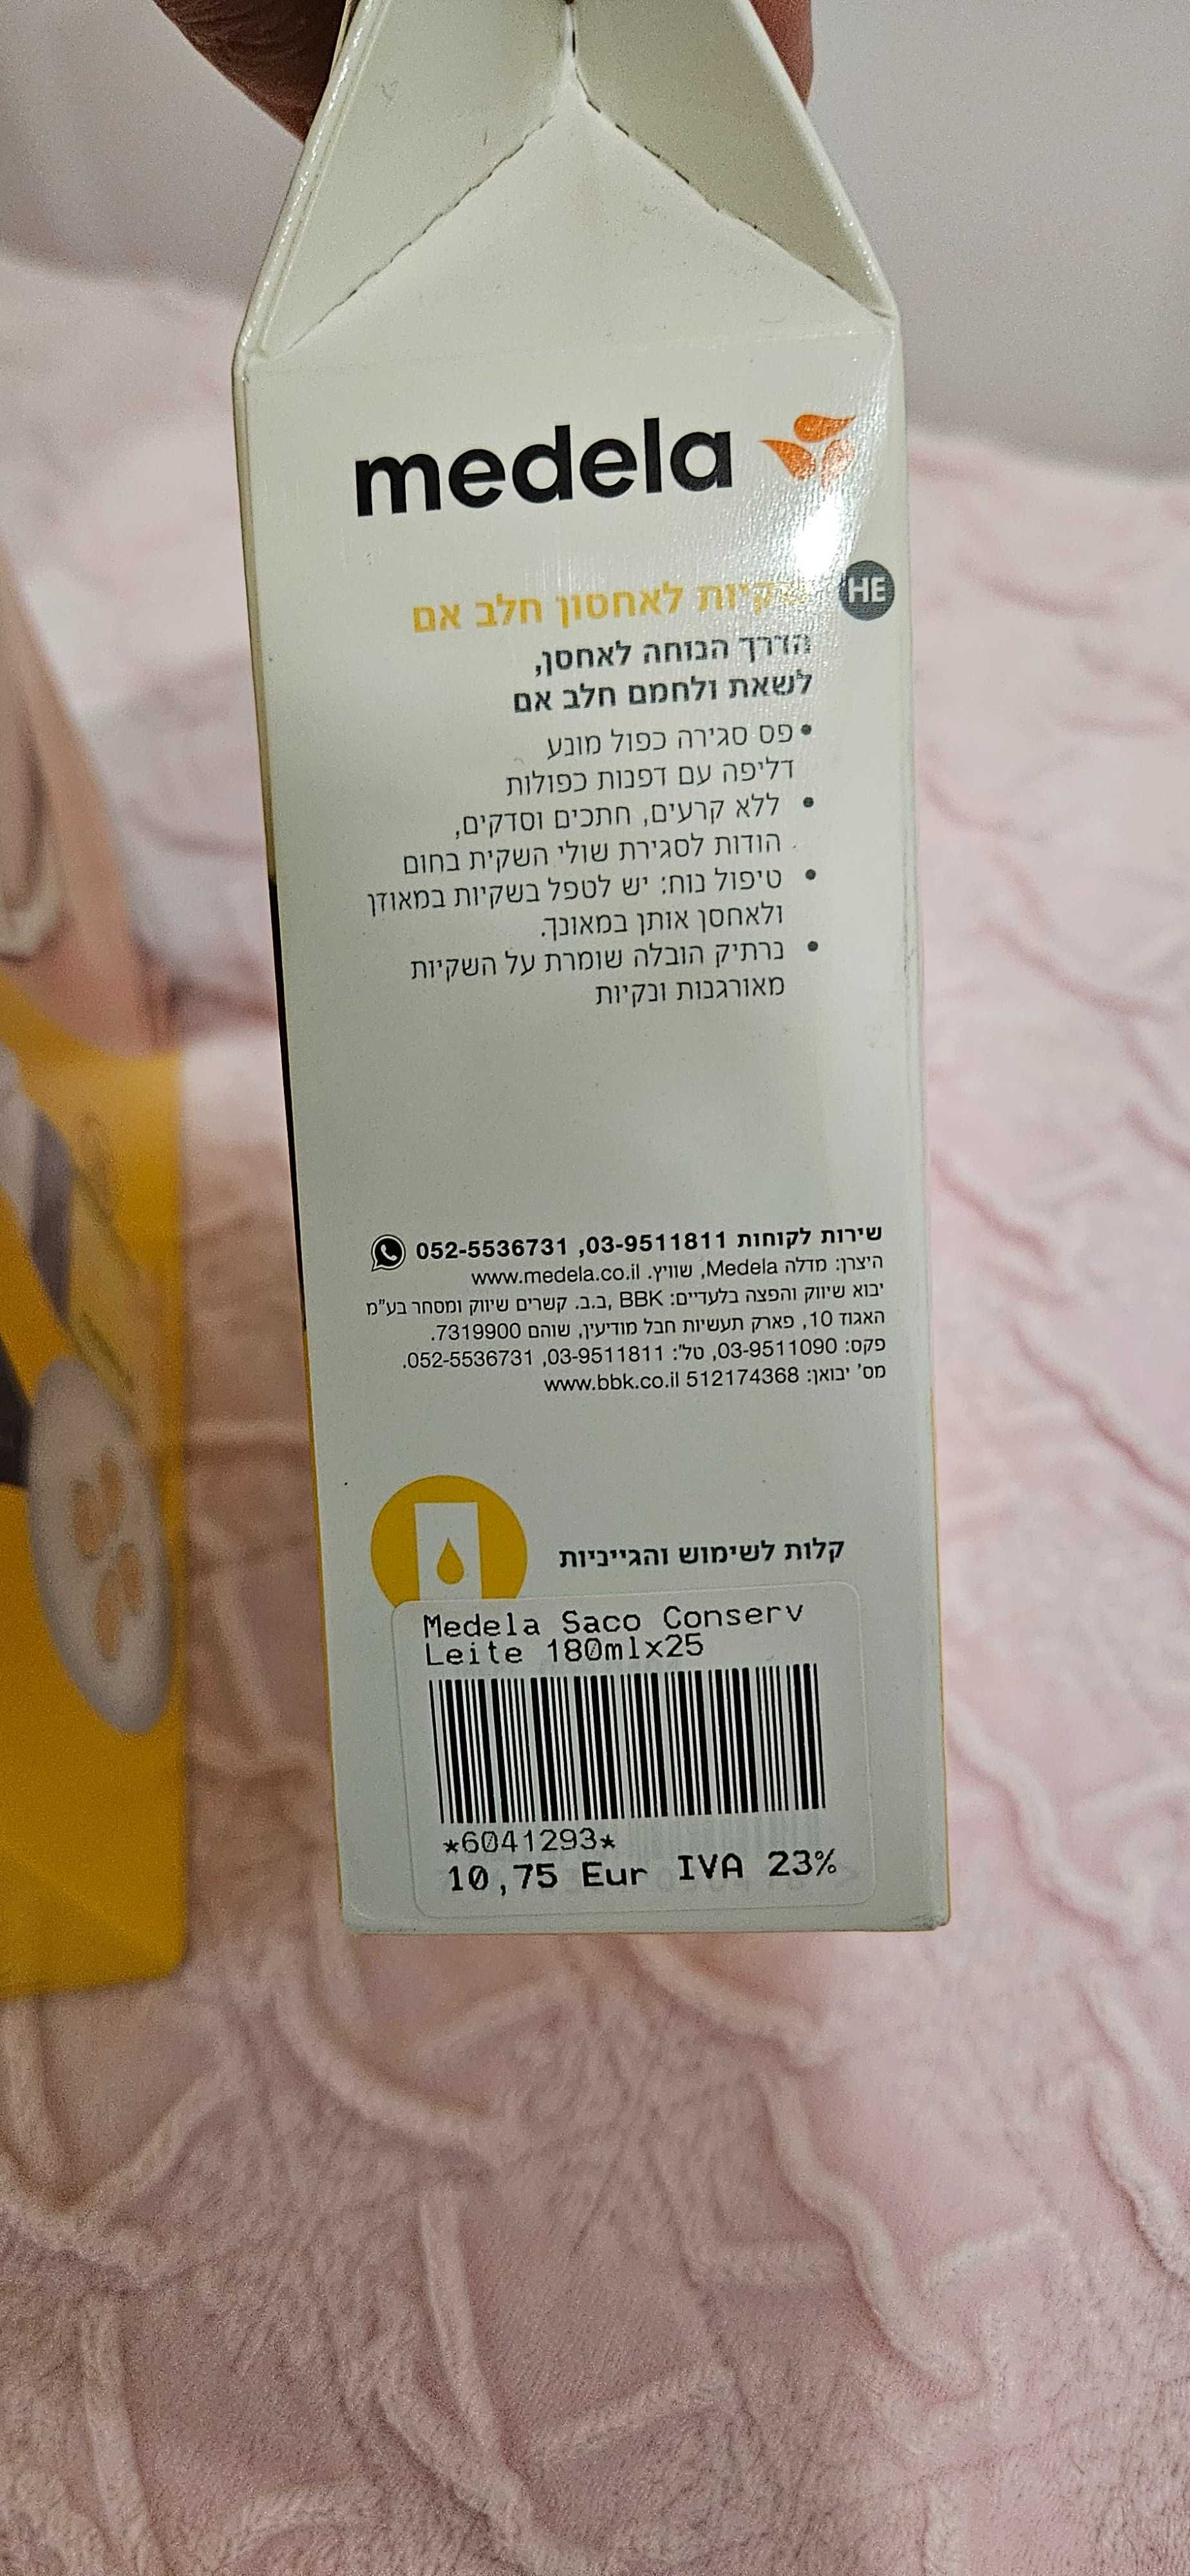 medela
HE
שקיות לאחסון חלב אם
הדרך הנוחה לאחסן,
לשאת ולחמם חלב אם
• פס סגירה כפול מונע
דליפה עם דפנות כפולות
• ללא קרעים, חתכים וסדקים,
הודות לסגירת שולי השקית בחום
• טיפול נוח: יש לטפל בשקיות במאוזן
ולאחסן אותן במאונך.
• נרתיק הובלה שומרת על השקיות
מאורגנות ונקיות
שירות לקוחות 03-9511811, 052-5536731
היצרן: מדלה Medela, שוויץ. www.medela.co.il
יבוא שיווק והפצה בלעדיים: BBK, ב.ב. קשרים שיווק ומסחר בע"מ
האגוד 10, פארק תעשיות חבל מודיעין, שוהם 7319900.
פקס: 03-9511090, טל': 03-9511811, 052-5536731.
מס' יבואן: 512174368 www.bbk.co.il
קלות לשימוש והגייניות
Medela Saco Conserv
Leite 180mlx25
*6041293*
10,75 Eur IVA 23%